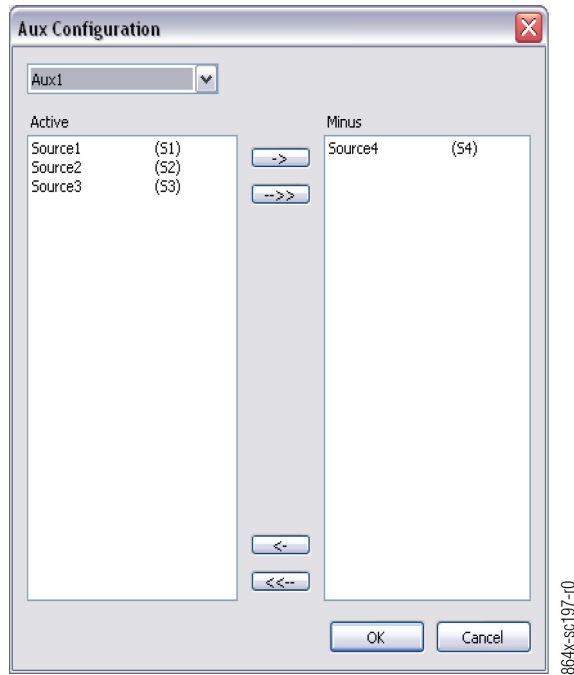 Aux Configuration
Aux1
Active
Minus
Source1 (S1)
Source2 (S2)
Source3 (S3)
->
-->>
Source4 (S4)
<-
<<--
OK
Cancel
864x-sc197-r0